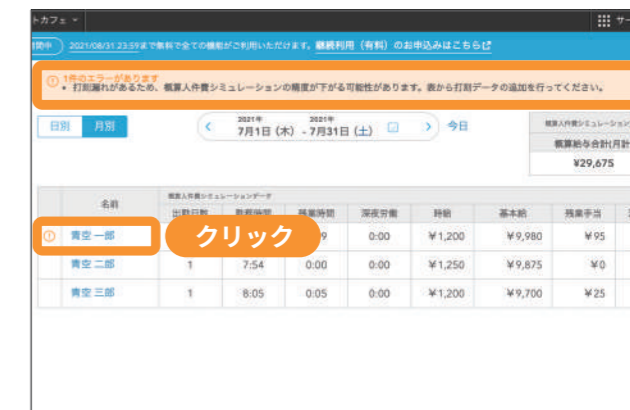 トカフェ
2021/08/31 23:59まで無料で全ての機能がご利用いただけます。継続利用（有料）のお申込みはこちら
1件のエラーがあります
• 打刻漏れがあるため、概算人件費シミュレーションの精度が下がる可能性があります。表から打刻データの追加を行ってください。
日別 月別
2021年 2021年
7月1日（木） - 7月31日（土） 今日
概算人件費シミュレーション
概算給与合計(月計
¥29,675
名前 概算人件費シミュレーションデータ
出勤日数 勤務時間 残業時間 深夜労働 時給 基本給 残業手当
青空 一郎 クリック 9 0:00 ¥1,200 ¥9,980 ¥95
青空 二郎 1 7:54 0:00 0:00 ¥1,250 ¥9,875 ¥0
青空 三郎 1 8:05 0:05 0:00 ¥1,200 ¥9,700 ¥25